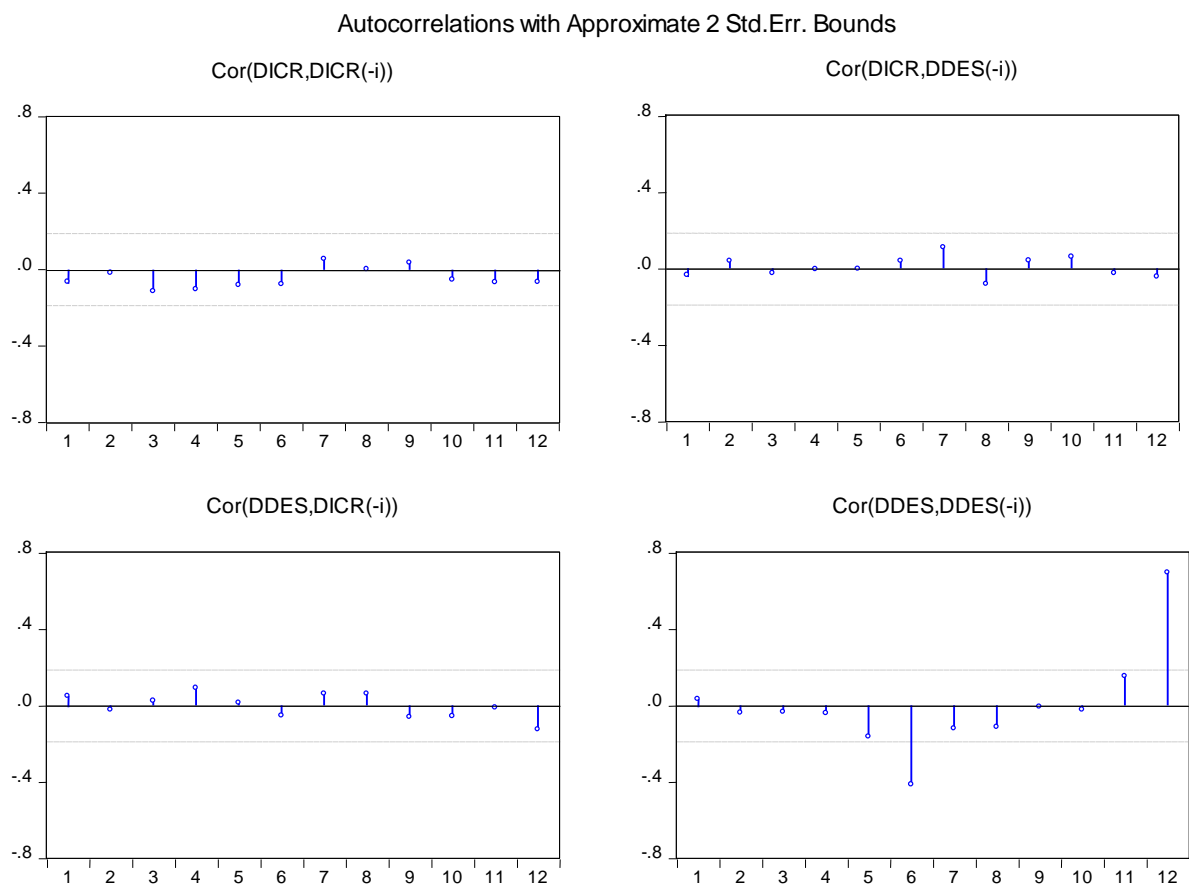 Autocorrelations with Approximate 2 Std.Err. Bounds
Cor(DICR,DICR(-i))
.8
.4
.0
-.4
-.8
1 2 3 4 5 6 7 8 9 10 11 12
Cor(DICR,DDES(-i))
.8
.4
.0
-.4
-.8
1 2 3 4 5 6 7 8 9 10 11 12
Cor(DDES,DICR(-i))
.8
.4
.0
-.4
-.8
1 2 3 4 5 6 7 8 9 10 11 12
Cor(DDES,DDES(-i))
.8
.4
.0
-.4
-.8
1 2 3 4 5 6 7 8 9 10 11 12